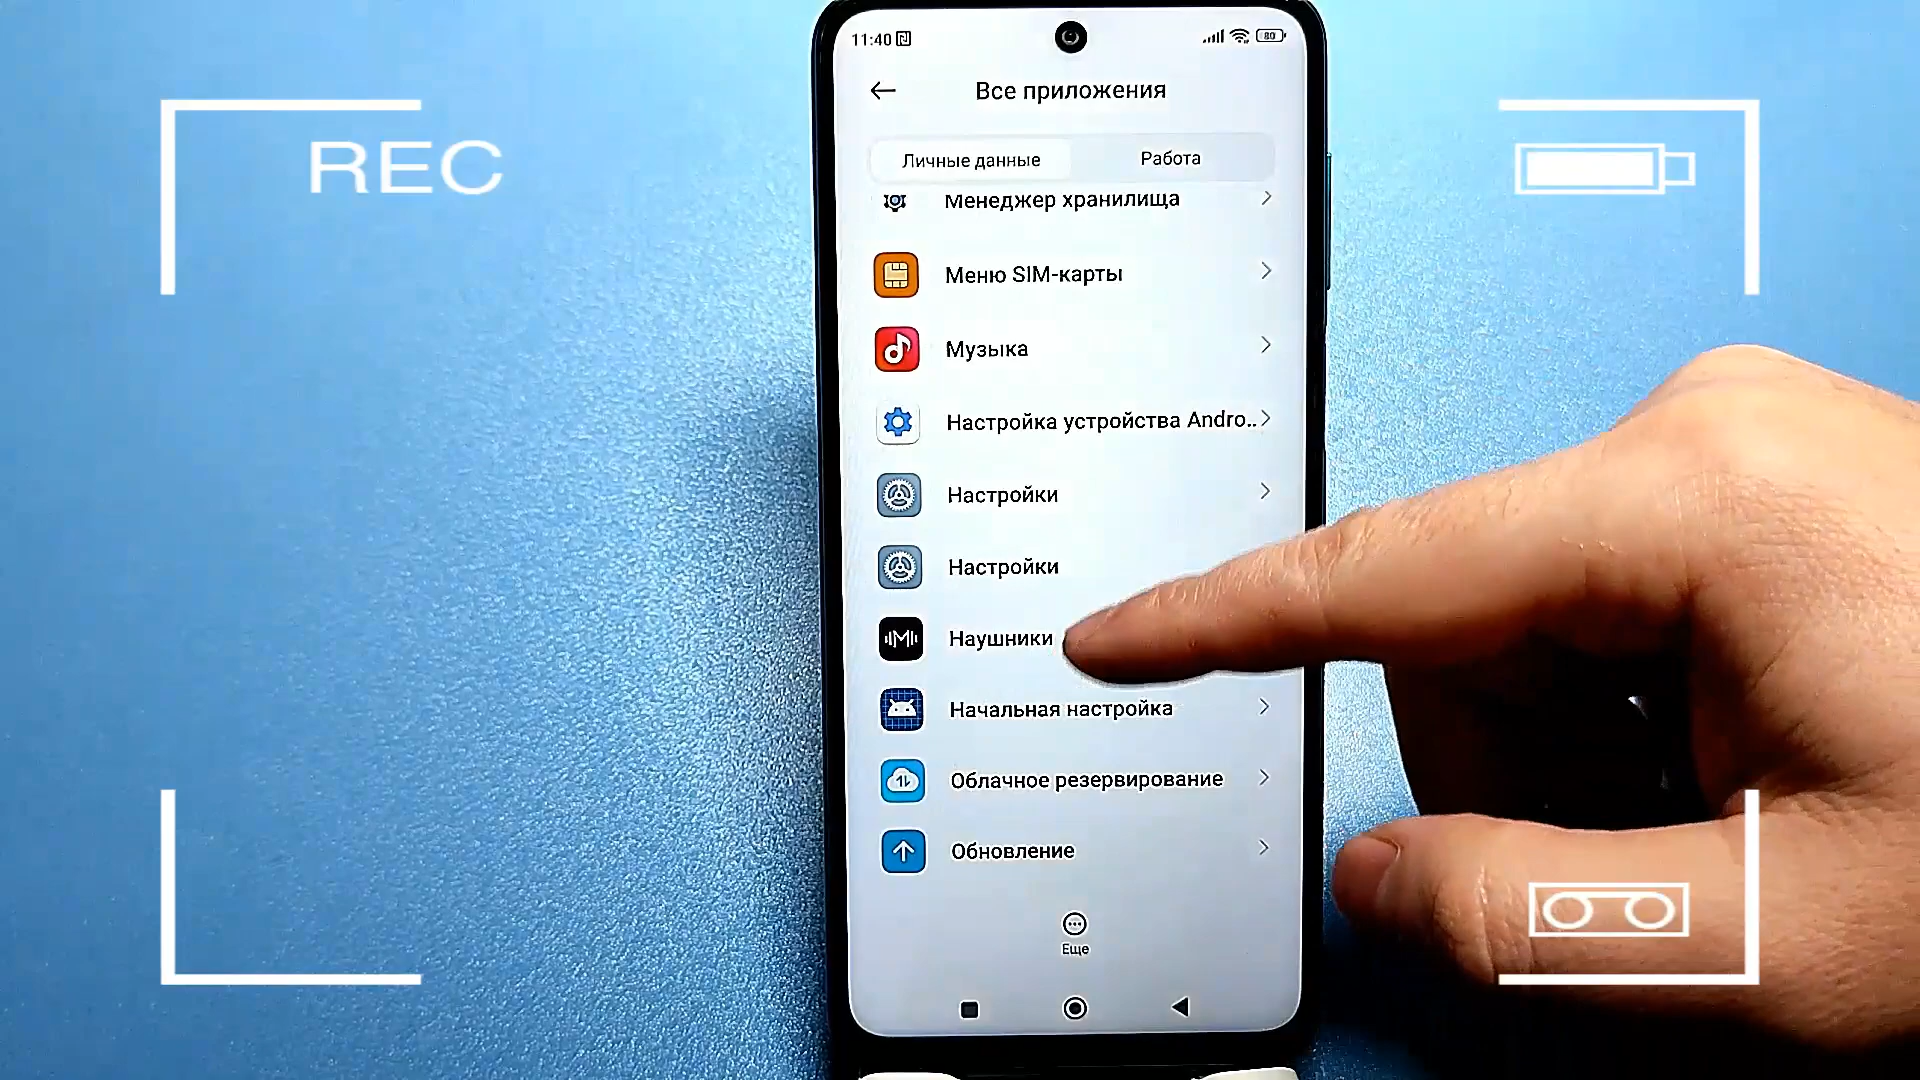 11:40
80
Все приложения
REC
Личные данные
Работа
Менеджер хранилища
Меню SIM-карты
Музыка
Настройка устройства Andro..
Настройки
Настройки
Наушники
Начальная настройка
Облачное резервирование
Обновление
Еще